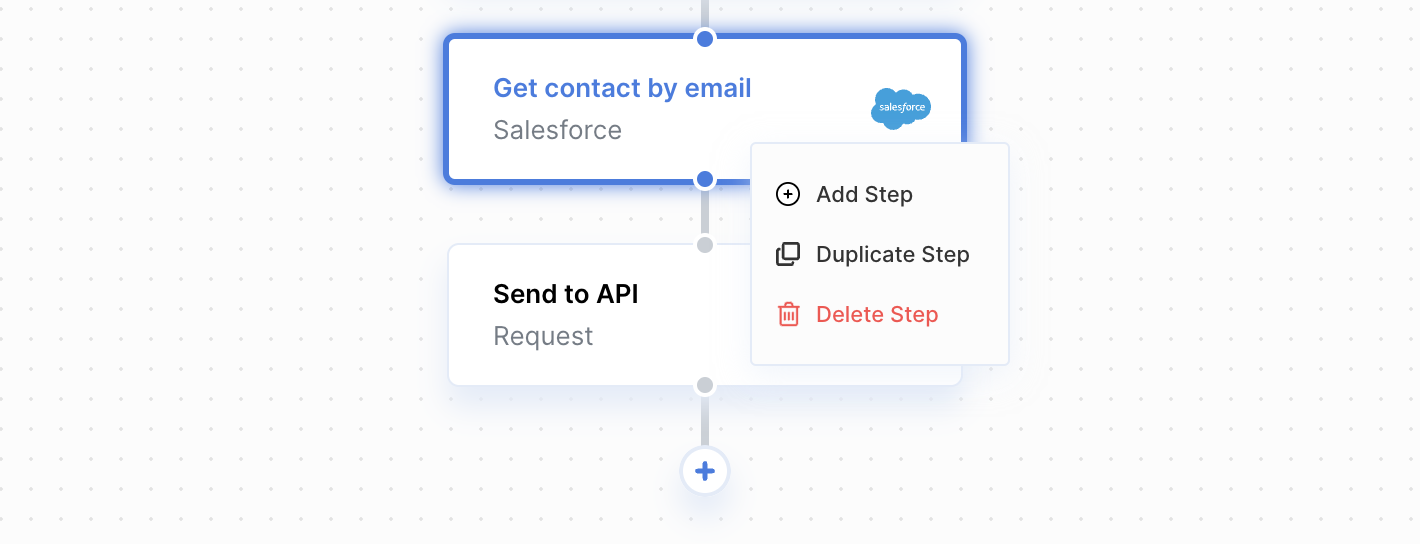 Get contact by email
Salesforce
salesforce
Add Step
Duplicate Step
Delete Step
Send to API
Request